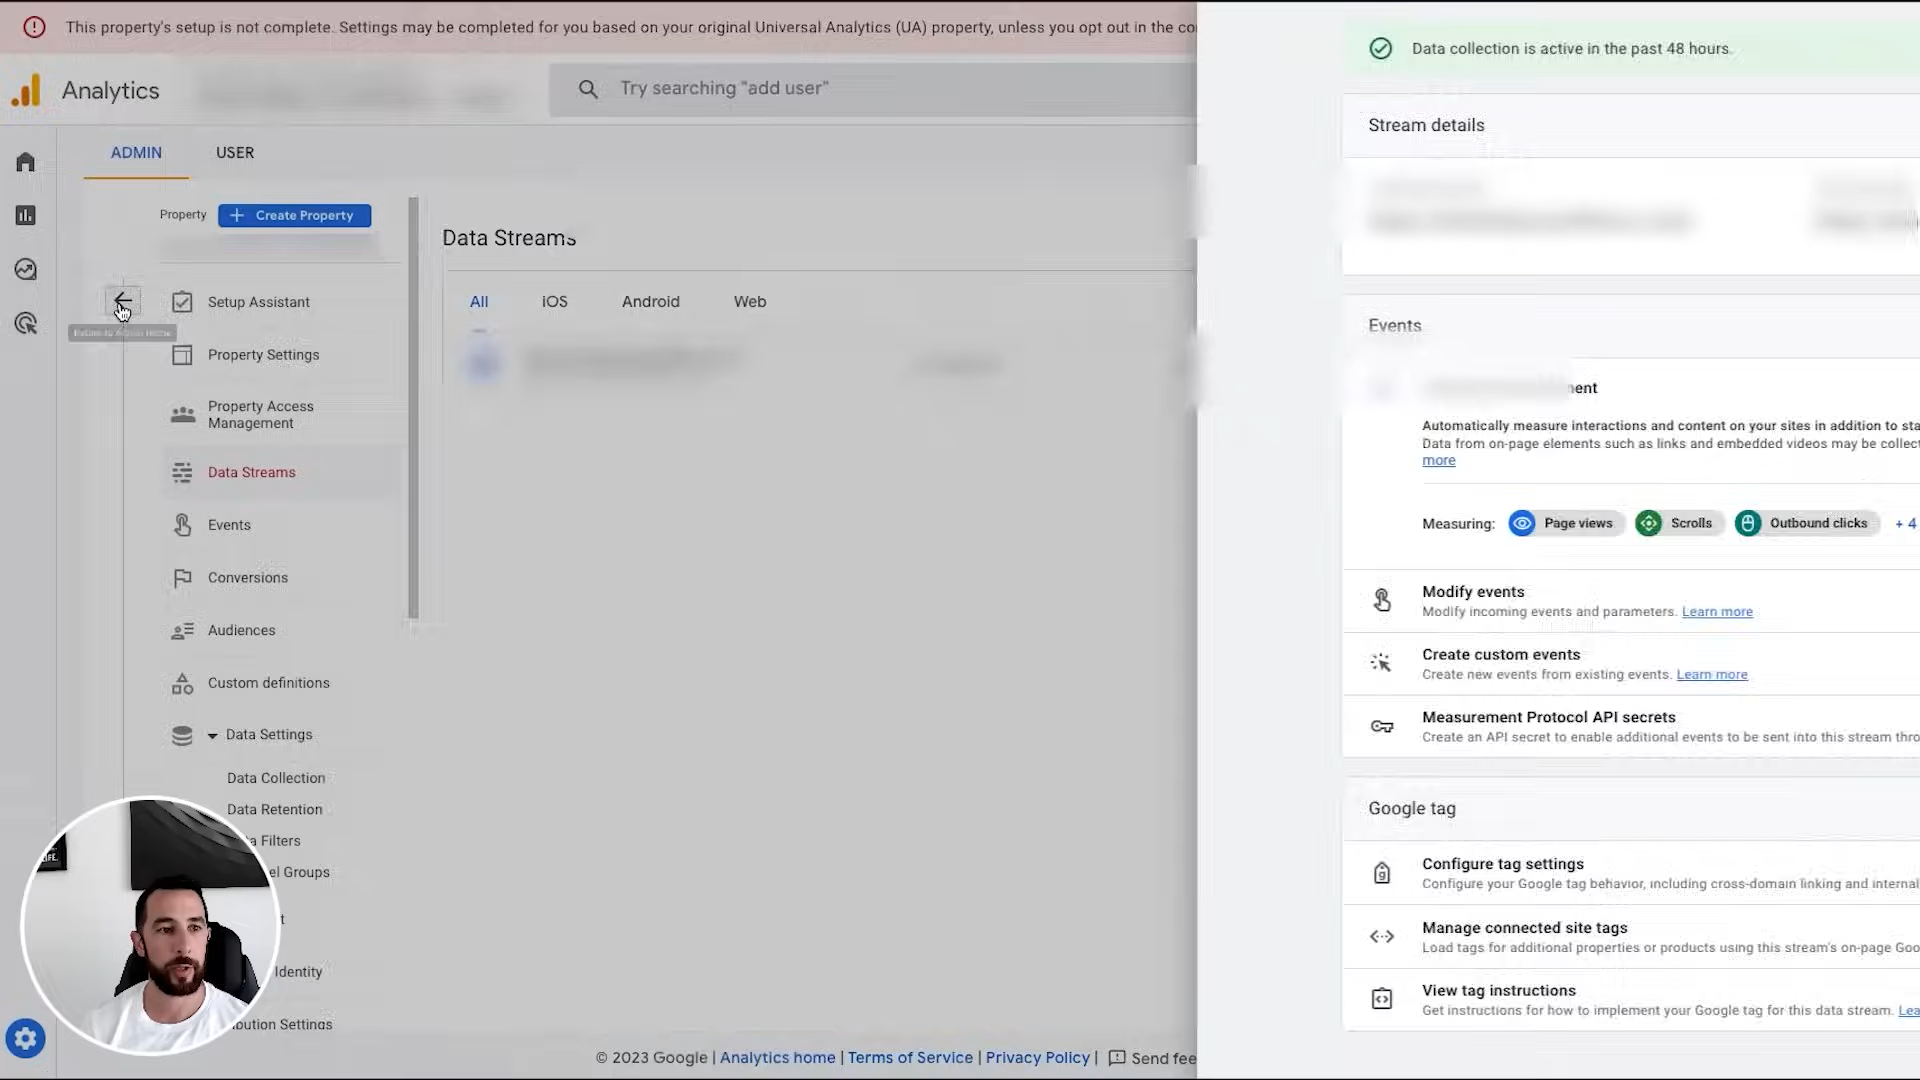 This property's setup is not complete. Settings may be completed for you based on your original Universal Analytics (UA) property, unless you opt out in the co
Analytics
Try searching "add user"
ADMIN
USER
Property
Create Property
Setup Assistant
Property Settings
Property Access
Management
Data Streams
Events
Conversions
Audiences
Custom definitions
Data Settings
Data Collection
Data Retention
a Filters
el Groups
t
Identity
bution Settings
Data Streams
All
iOS
Android
Web
© 2023 Google | Analytics home | Terms of Service | Privacy Policy | Send fee
Data collection is active in the past 48 hours.
Stream details
Events
ent
Automatically measure interactions and content on your sites in addition to sta
Data from on-page elements such as links and embedded videos may be collect
more
Measuring:
Page views
Scrolls
Outbound clicks
+ 4
Modify events
Modify incoming events and parameters. Learn more
Create custom events
Create new events from existing events. Learn more
Measurement Protocol API secrets
Create an API secret to enable additional events to be sent into this stream thro
Google tag
Configure tag settings
Configure your Google tag behavior, including cross-domain linking and internal
Manage connected site tags
Load tags for additional properties or products using this stream's on-page Goo
View tag instructions
Get instructions for how to implement your Google tag for this data stream. Lea